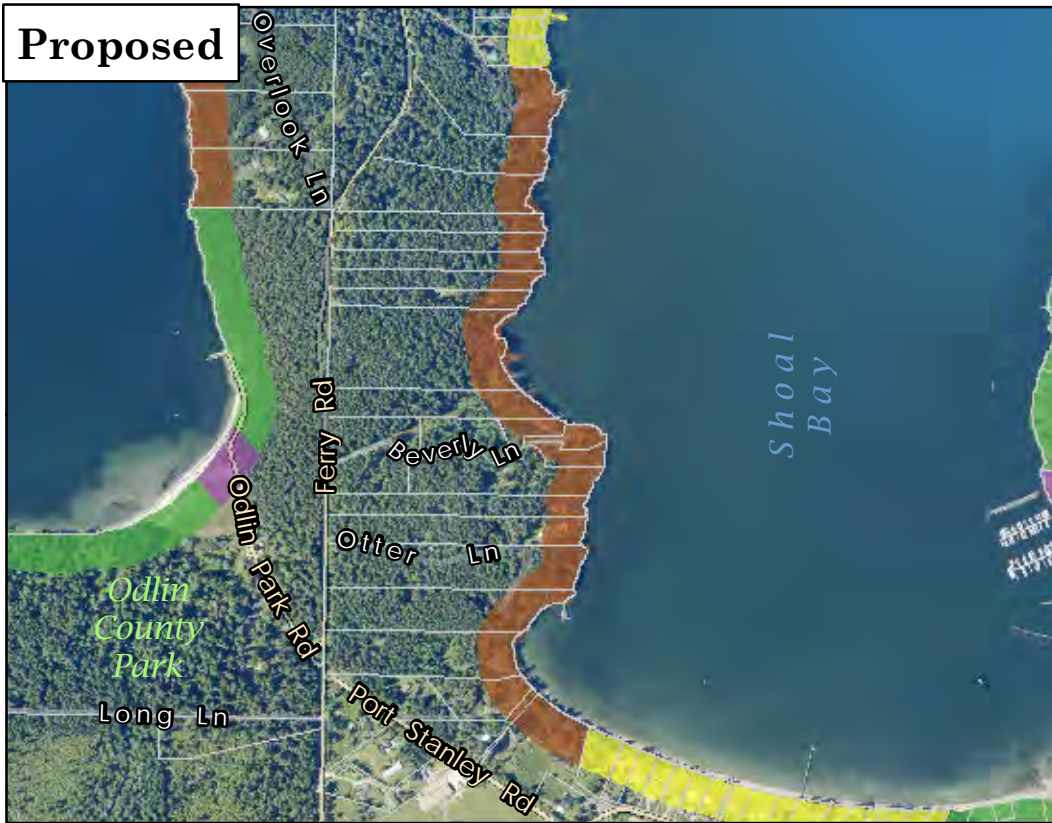 Proposed
Overlook Ln
Shoal
Bay
Ferry Rd
Beverly Ln
Odlin Park Rd
Otter Ln
Odlin
County
Park
Long Ln
Port Stanley Rd